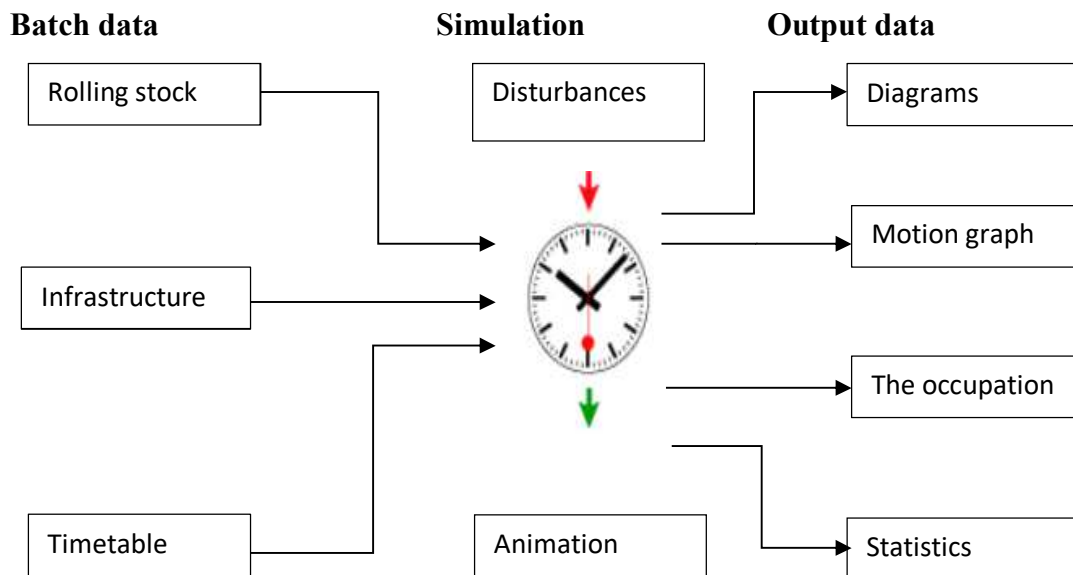 Batch data Simulation Output data
Rolling stock Disturbances Diagrams
Motion graph
Infrastructure
The occupation
Timetable Animation Statistics